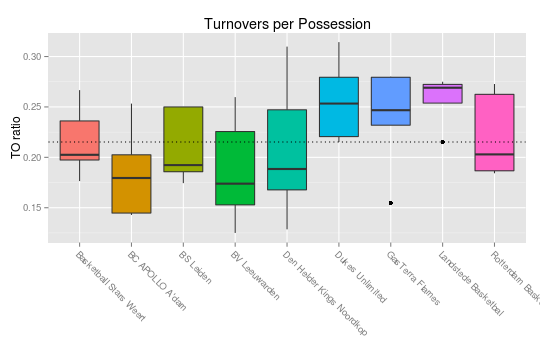 Turnovers per Possession
TO ratio
0.30
0.25
0.20
0.15
Basketball Stars Weert
BC APOLLO A'dam
BS Leiden
BV Leeuwarden
Den Helder Kings Noordkop
Dukes Unlimited
GasTerra Flames
Landstede Basketbal
Rotterdam Bask